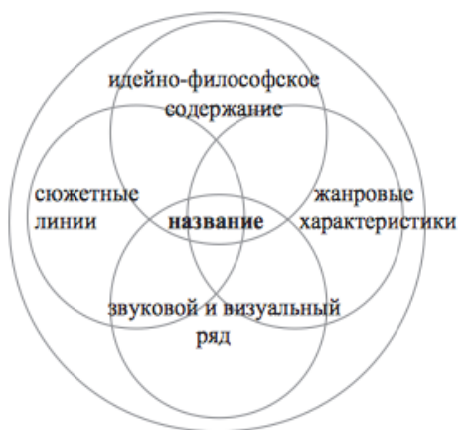 идейно-философское
содержание
сюжетные
линии
жанровые
характеристики
название
звуковой и визуальный
ряд